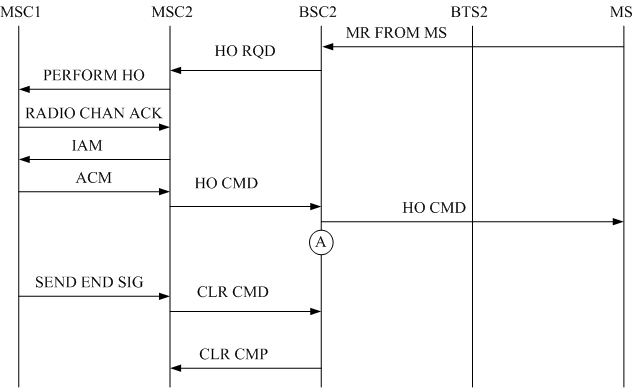 MSC1 MSC2 BSC2 BTS2 MS
MR FROM MS
HO RQD
PERFORM HO
RADIO CHAN ACK
IAM
ACM
HO CMD
HO CMD
A
SEND END SIG
CLR CMD
CLR CMP